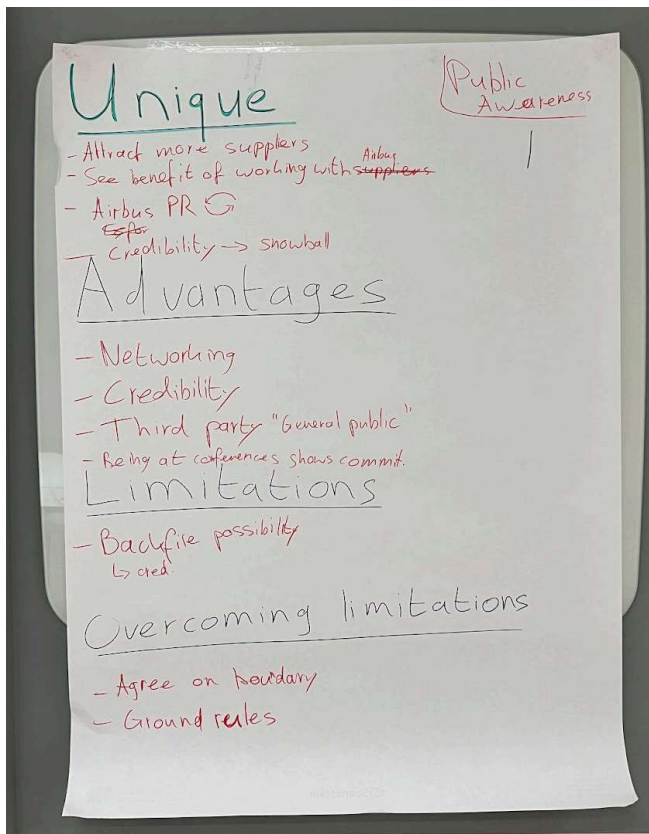 Unique
Public
Awareness
- Attract more suppliers
- See benefit of working with suppliers Airbus
- Airbus PR
- Credibility → snowball
Advantages
- Networking
- Credibility
- Third party "General public"
- Being at conferences shows commit.
Limitations
- Backfire possibility
↳ cred.
Overcoming limitations
- Agree on boundary
- Ground rules